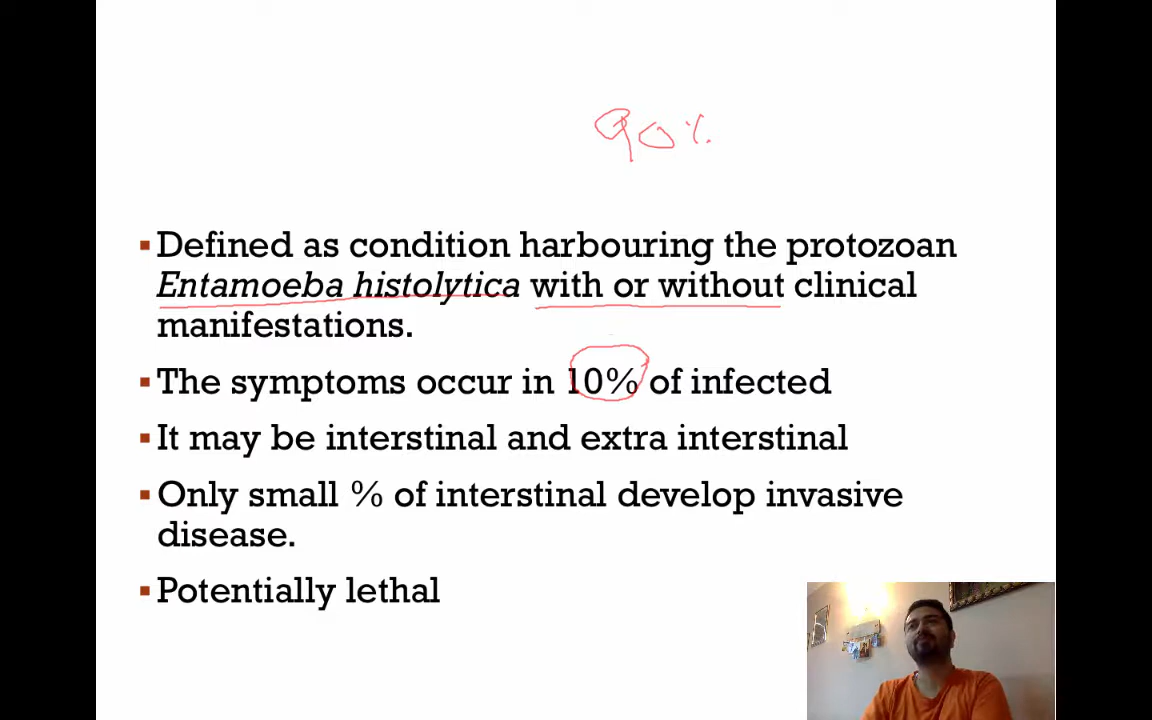 90%
▪Defined as condition harbouring the protozoan
Entamoeba histolytica with or without clinical
manifestations.
▪The symptoms occur in 10% of infected
▪It may be interstinal and extra interstinal
▪Only small % of interstinal develop invasive
disease.
▪Potentially lethal